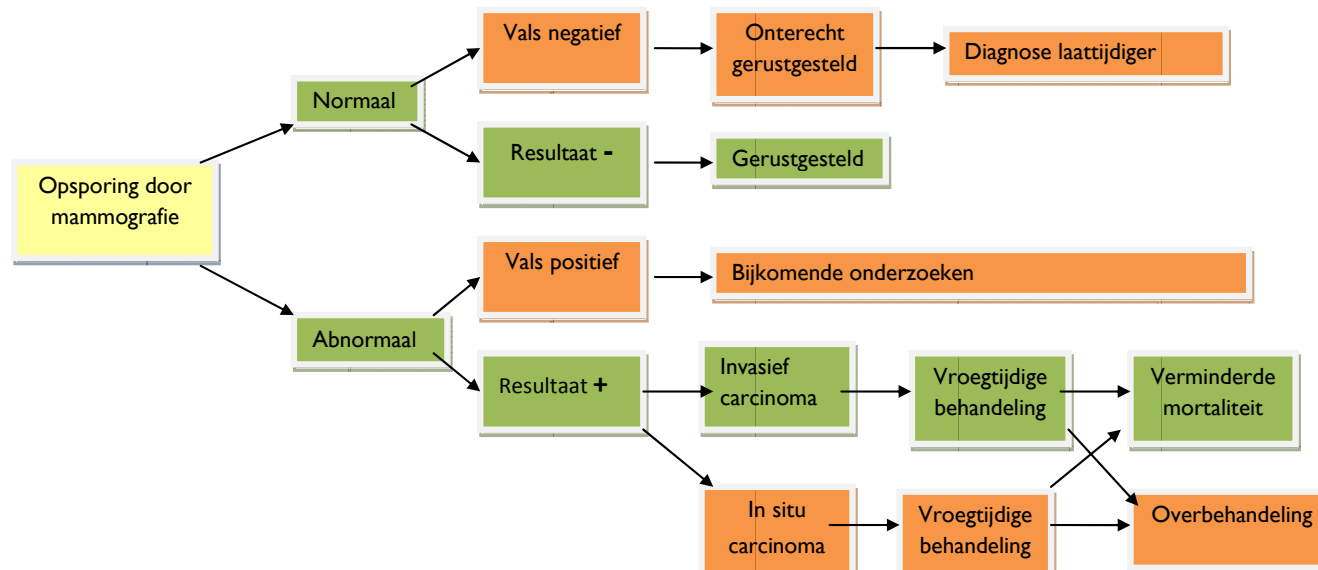 Vals negatief
Onterecht
gerustgesteld
Diagnose laattijdiger
Normaal
Resultaat -
Gerustgesteld
Opsporing door
mammografie
Vals positief
Bijkomende onderzoeken
Abnormaal
Resultaat +
Invasief
carcinoma
Vroegtijdige
behandeling
Verminderde
mortaliteit
In situ
carcinoma
Vroegtijdige
behandeling
Overbehandeling